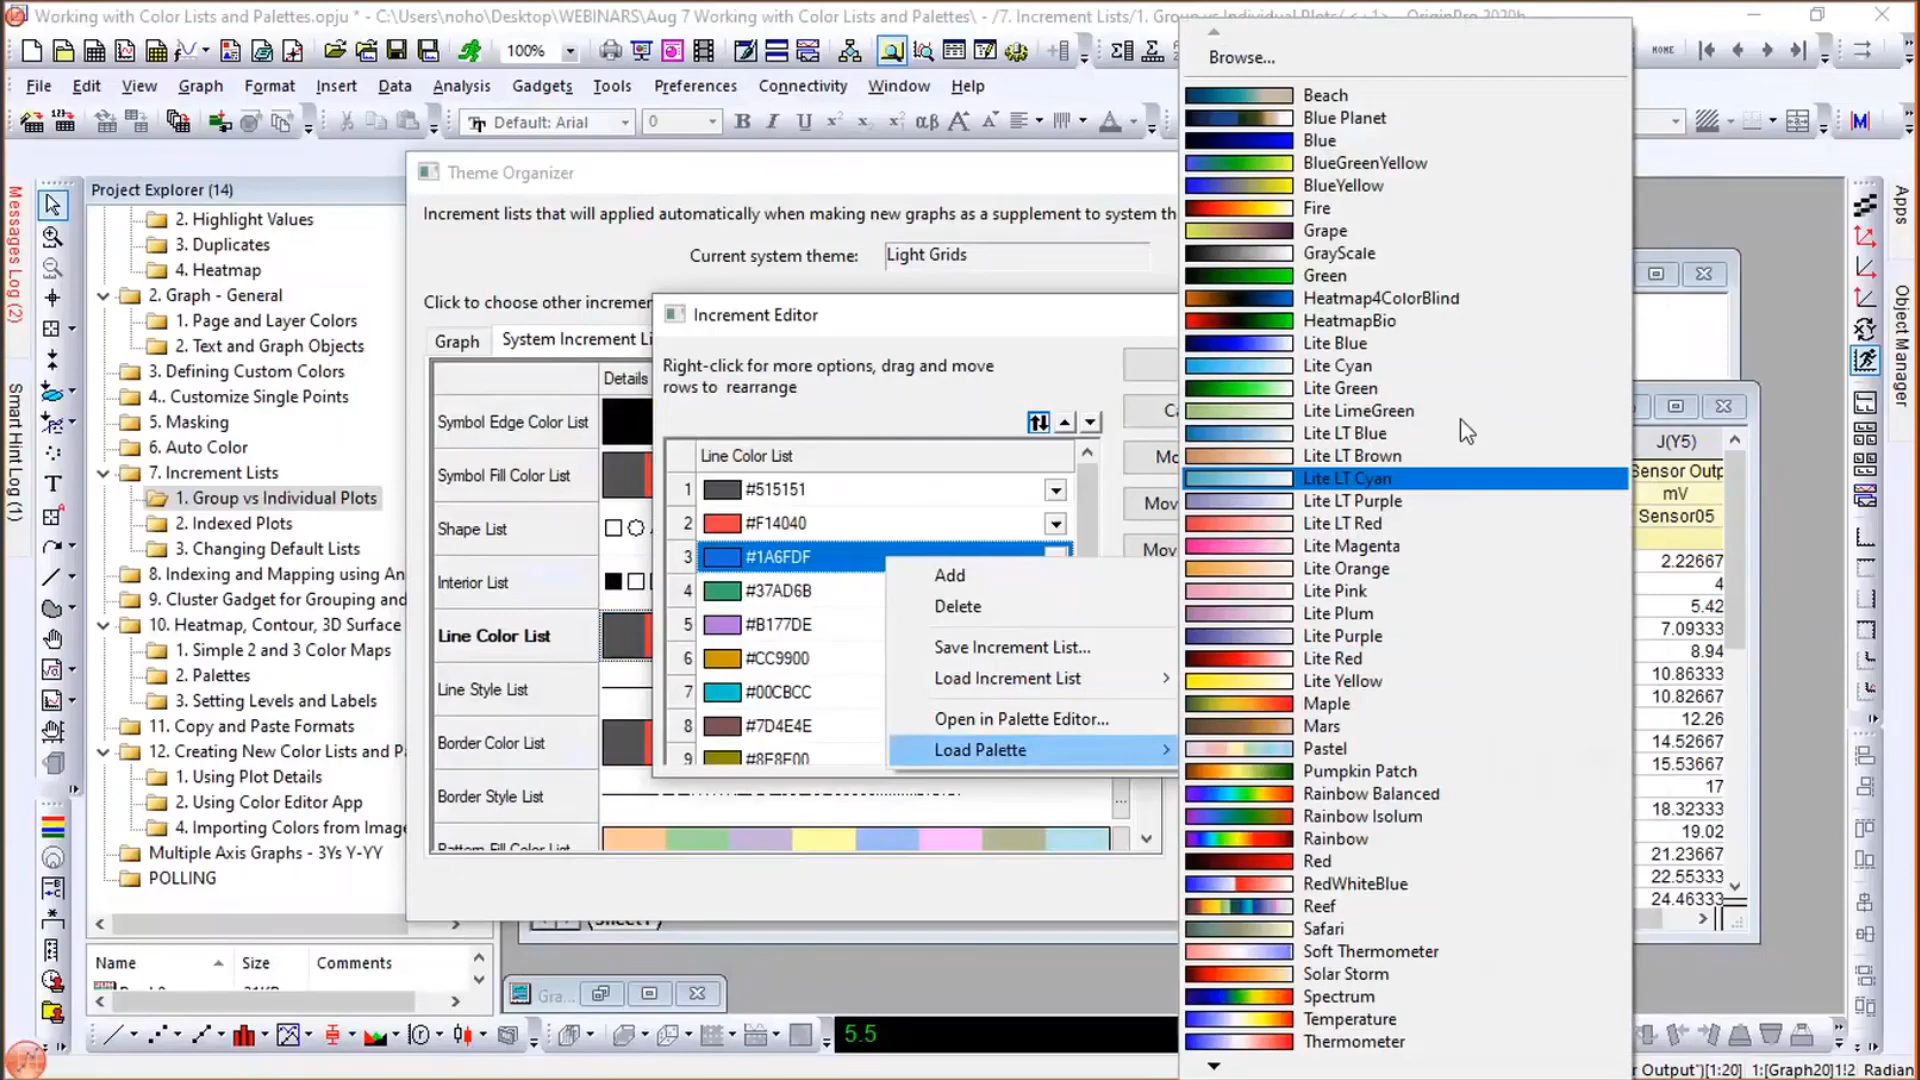 Working with Color Lists and Palettes.opju * - C:\Users\noho\Desktop\WEBINARS\Aug 7 Working with Color Lists and Palettes\ - /7. Increment Lists/1. Group vs Individual Plots/ < 1> - OriginPro 2020b
100%
HOME
File Edit View Graph Format Insert Data Analysis Gadgets Tools Preferences Connectivity Window Help
Default: Arial
0
Messages Log (2)
Smart Hint Log (1)
Project Explorer (14)
2. Highlight Values
3. Duplicates
4. Heatmap
2. Graph - General
1. Page and Layer Colors
2. Text and Graph Objects
3. Defining Custom Colors
4.. Customize Single Points
5. Masking
6. Auto Color
7. Increment Lists
1. Group vs Individual Plots
2. Indexed Plots
3. Changing Default Lists
8. Indexing and Mapping using An
9. Cluster Gadget for Grouping and
10. Heatmap, Contour, 3D Surface
1. Simple 2 and 3 Color Maps
2. Palettes
3. Setting Levels and Labels
11. Copy and Paste Formats
12. Creating New Color Lists and P
1. Using Plot Details
2. Using Color Editor App
4. Importing Colors from Image
Multiple Axis Graphs - 3Ys Y-YY
POLLING
Name Size Comments
Theme Organizer
Increment lists that will applied automatically when making new graphs as a supplement to system the
Current system theme: Light Grids
Click to choose other incremen
Graph System Increment Li
Details
Symbol Edge Color List
Symbol Fill Color List
Shape List
Interior List
Line Color List
Line Style List
Border Color List
Border Style List
Pattern Fill Color List
...
Sheet1
Gra...
Increment Editor
Right-click for more options, drag and move
rows to rearrange
Line Color List
1 #515151
2 #F14040
3 #1A6FDF
4 #37AD6B
5 #B177DE
6 #CC9900
7 #00CBCC
8 #7D4E4E
9 #8E8E00
Ca
Mo
Mov
Mov
Add
Delete
Save Increment List...
Load Increment List
Open in Palette Editor...
Load Palette
Browse...
Beach
Blue Planet
Blue
BlueGreenYellow
BlueYellow
Fire
Grape
GrayScale
Green
Heatmap4ColorBlind
HeatmapBio
Lite Blue
Lite Cyan
Lite Green
Lite LimeGreen
Lite LT Blue
Lite LT Brown
Lite LT Cyan
Lite LT Purple
Lite LT Red
Lite Magenta
Lite Orange
Lite Pink
Lite Plum
Lite Purple
Lite Red
Lite Yellow
Maple
Mars
Pastel
Pumpkin Patch
Rainbow Balanced
Rainbow Isolum
Rainbow
Red
RedWhiteBlue
Reef
Safari
Soft Thermometer
Solar Storm
Spectrum
Temperature
Thermometer
J(Y5)
Sensor Outp
mV
Sensor05
2.22667
4
5.42
7.09333
8.94
10.86333
10.82667
12.26
14.52667
15.53667
17
18.32333
19.02
21.23667
22.55333
24.46333
Apps
Object Manager
5.5
r Output")[1:20] 1:[Graph20]1!2 Radian